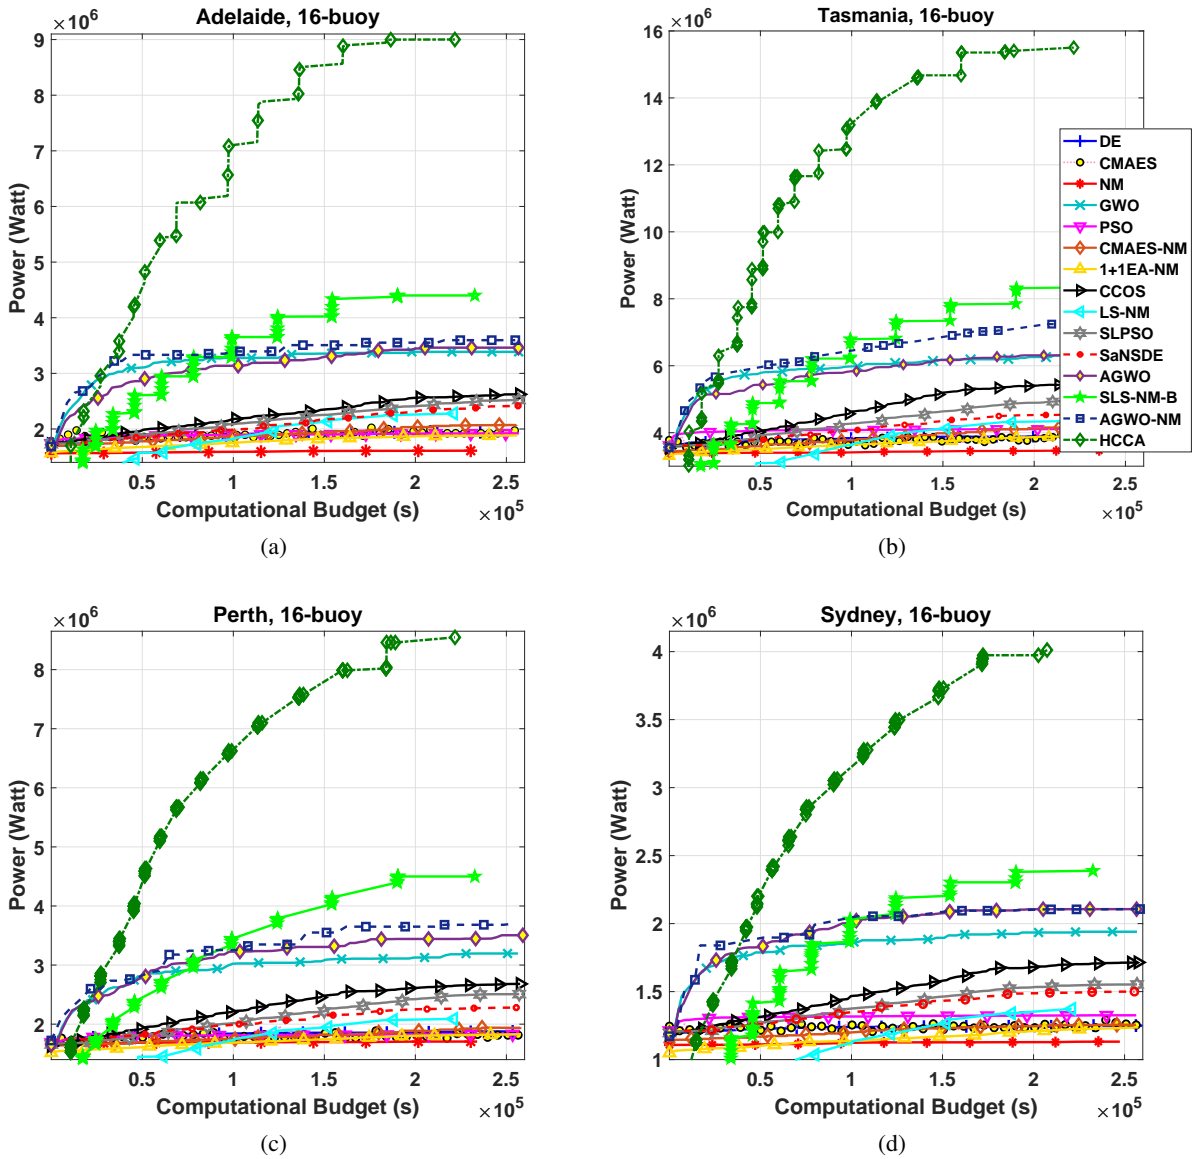 Adelaide, 16-buoy
×10^6
9
8
7
6
5
4
3
2
Power (Watt)
0.5 1 1.5 2 2.5
Computational Budget (s)
×10^5
(a)
Tasmania, 16-buoy
×10^6
16
14
12
10
8
6
4
Power (Watt)
0.5 1 1.5 2 2.5
Computational Budget (s)
×10^5
DE
CMAES
NM
GWO
PSO
CMAES-NM
1+1EA-NM
CCOS
LS-NM
SLPSO
SaNSDE
AGWO
SLS-NM-B
AGWO-NM
HCCA
(b)
Perth, 16-buoy
×10^6
8
7
6
5
4
3
2
Power (Watt)
0.5 1 1.5 2 2.5
Computational Budget (s)
×10^5
(c)
Sydney, 16-buoy
×10^6
4
3.5
3
2.5
2
1.5
1
Power (Watt)
0.5 1 1.5 2 2.5
Computational Budget (s)
×10^5
(d)